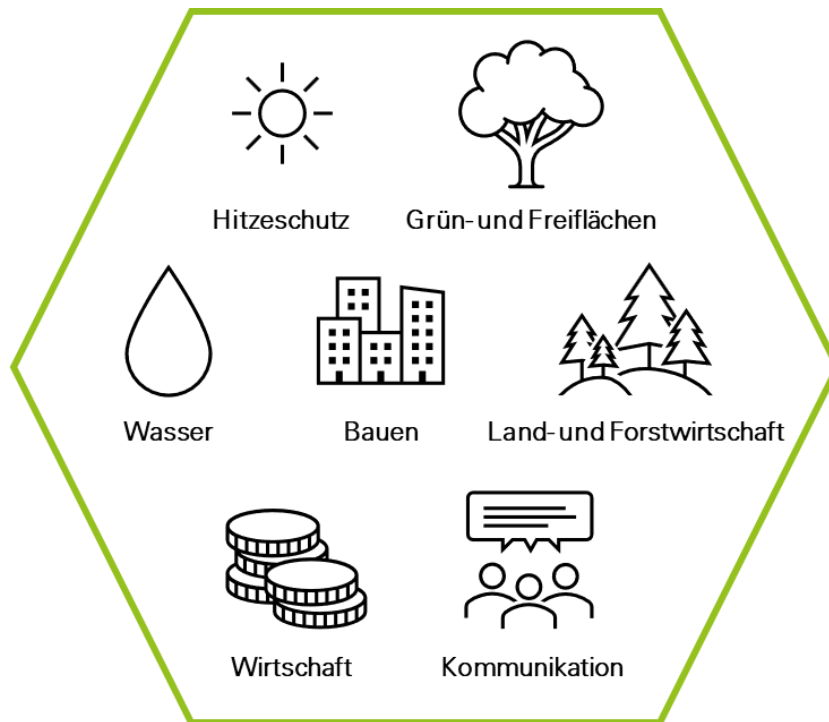 Hitzeschutz
Grün- und Freiflächen
Wasser
Bauen
Land- und Forstwirtschaft
Wirtschaft
Kommunikation